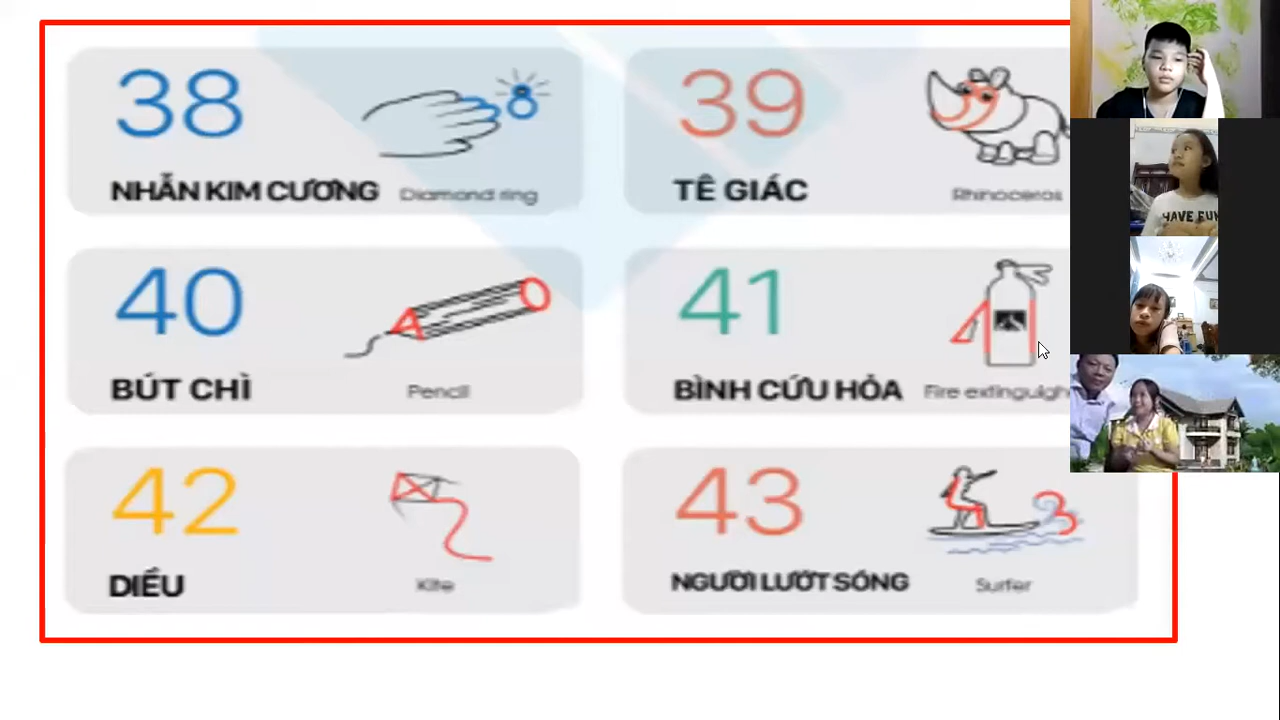 38
NHẪN KIM CƯƠNG Diamond ring
39
TÊ GIÁC Rhinoceros
40
BÚT CHÌ Pencil
41
BÌNH CỨU HỎA
Fire
42
DIỀU Kite
43
NGƯỜI LƯỚT SÓNG Surfer
HAVE FUN